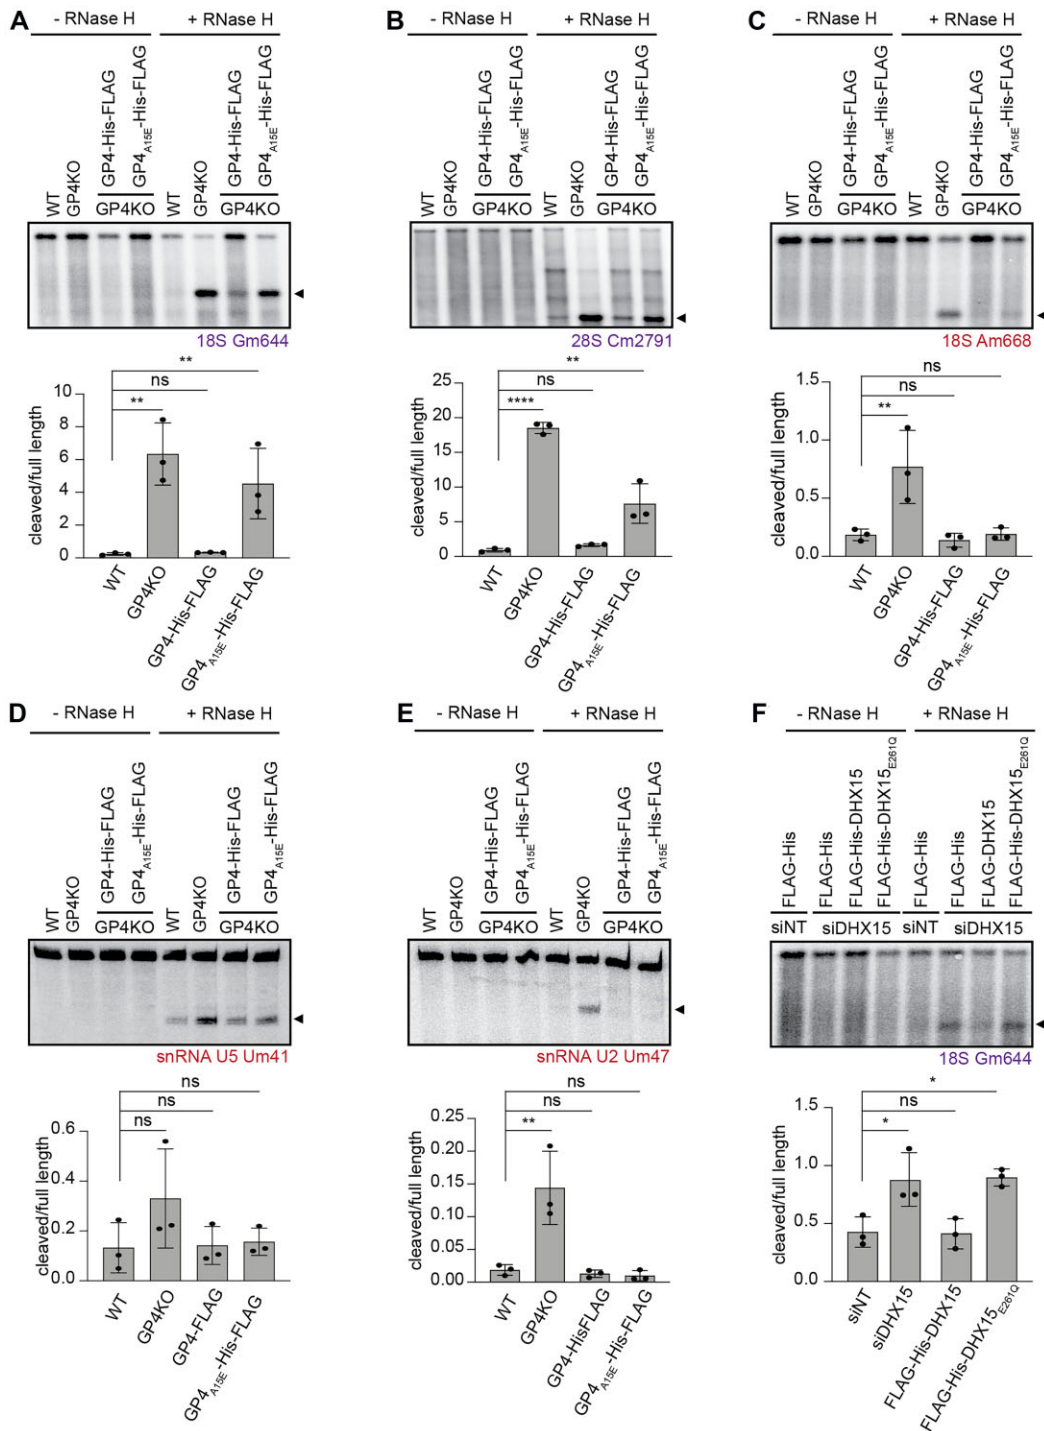 A
- RNase H
+ RNase H
WT
GP4KO
GP4-His-FLAG
GP4A15E-His-FLAG
WT
GP4KO
GP4-His-FLAG
GP4A15E-His-FLAG
GP4KO
GP4KO
18S Gm644
**
ns
**
cleaved/full length
10
8
6
4
2
0
WT
GP4KO
GP4-His-FLAG
GP4A15E-His-FLAG
B
- RNase H
+ RNase H
WT
GP4KO
GP4-His-FLAG
GP4A15E-His-FLAG
WT
GP4KO
GP4-His-FLAG
GP4A15E-His-FLAG
GP4KO
GP4KO
28S Cm2791
**
ns
****
cleaved/full length
25
20
15
10
5
0
WT
GP4KO
GP4-His-FLAG
GP4A15E-His-FLAG
C
- RNase H
+ RNase H
WT
GP4KO
GP4-His-FLAG
GP4A15E-His-FLAG
WT
GP4KO
GP4-His-FLAG
GP4A15E-His-FLAG
GP4KO
GP4KO
18S Am668
ns
ns
**
cleaved/full length
1.5
1.0
0.5
0.0
WT
GP4KO
GP4-His-FLAG
GP4A15E-His-FLAG
D
- RNase H
+ RNase H
WT
GP4KO
GP4-His-FLAG
GP4A15E-His-FLAG
WT
GP4KO
GP4-His-FLAG
GP4A15E-His-FLAG
GP4KO
GP4KO
snRNA U5 Um41
ns
ns
ns
cleaved/full length
0.6
0.4
0.2
0.0
WT
GP4KO
GP4-FLAG
GP4A15E-His-FLAG
E
- RNase H
+ RNase H
WT
GP4KO
GP4-His-FLAG
GP4A15E-His-FLAG
WT
GP4KO
GP4-His-FLAG
GP4A15E-His-FLAG
GP4KO
GP4KO
snRNA U2 Um47
ns
ns
**
cleaved/full length
0.25
0.20
0.15
0.10
0.05
0.00
WT
GP4KO
GP4-HisFLAG
GP4A15E-His-FLAG
F
- RNase H
+ RNase H
FLAG-His
FLAG-His
FLAG-His-DHX15
FLAG-His-DHX15E261Q
FLAG-His
FLAG-His
FLAG-DHX15
FLAG-His-DHX15E261Q
siNT
siDHX15
siNT
siDHX15
18S Gm644
*
ns
*
cleaved/full length
1.5
1.0
0.5
0.0
siNT
siDHX15
FLAG-His-DHX15
FLAG-His-DHX15E261Q